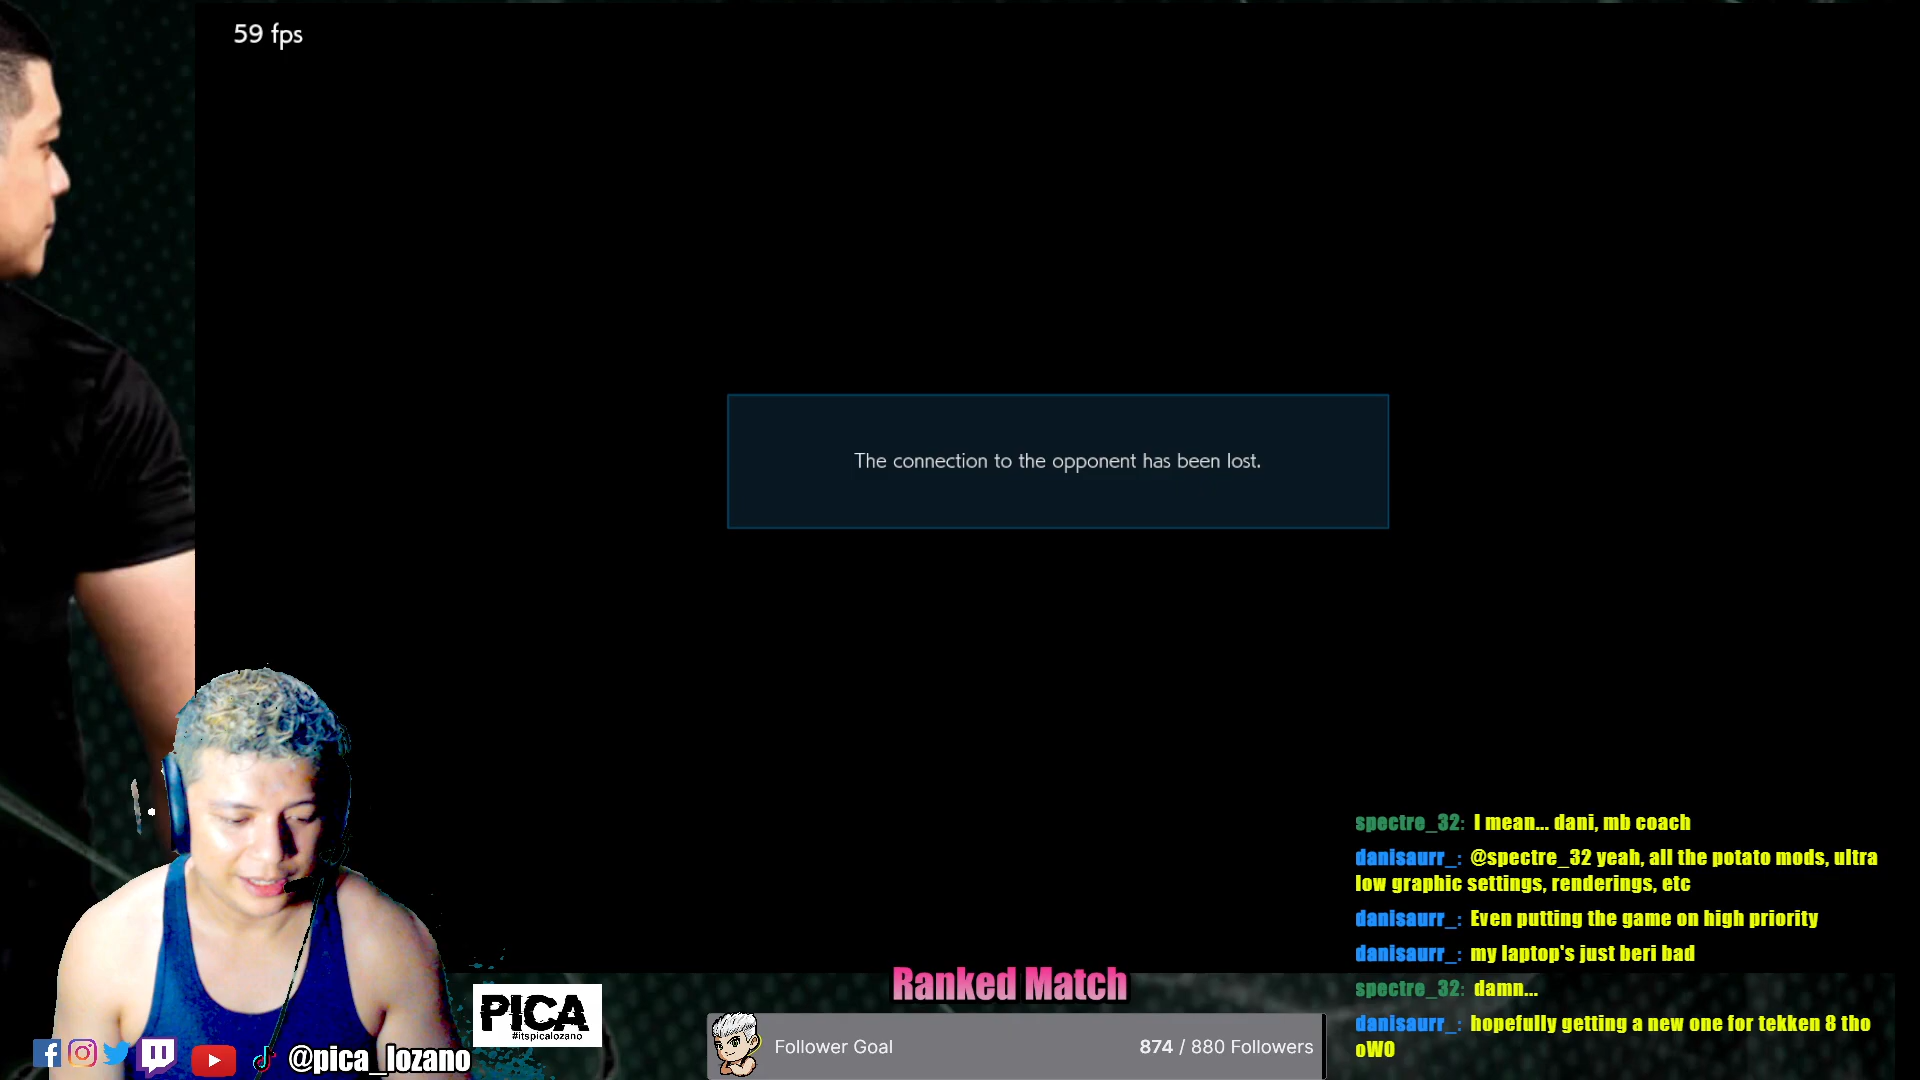 59 fps
The connection to the opponent has been lost.
spectre_32: I mean... dani, mb coach
danisaurr_: @spectre_32 yeah, all the potato mods, ultra
low graphic settings, renderings, etc
danisaurr_: Even putting the game on high priority
danisaurr_: my laptop's just beri bad
spectre_32: damn...
danisaurr_: hopefully getting a new one for tekken 8 tho
oWO
Ranked Match
PICA
#itspicalozano
Follower Goal 874 / 880 Followers
@pica_lozano